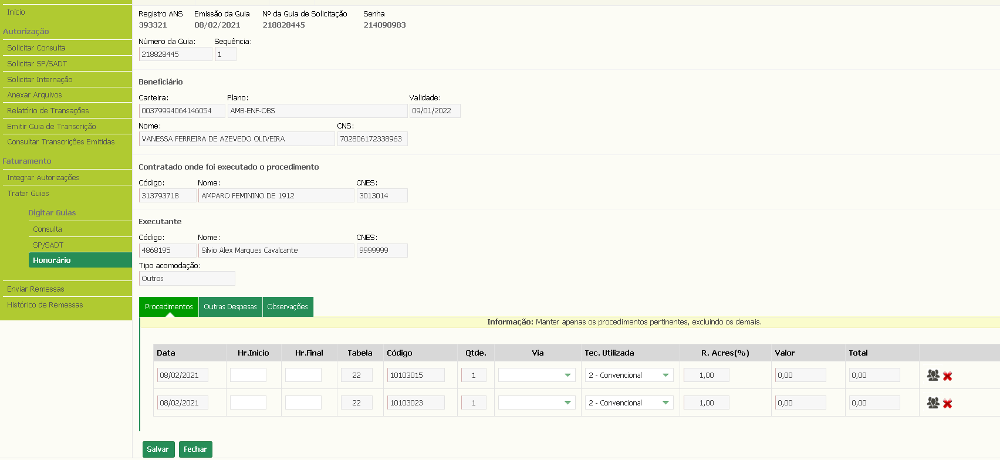 Início
Autorização
Solicitar Consulta
Solicitar SP/SADT
Solicitar Internação
Anexar Arquivos
Relatório de Transações
Emitir Guia de Transcrição
Consultar Transcrições Emitidas
Faturamento
Integrar Autorizações
Tratar Guias
Digitar Guias
Consulta
SP/SADT
Honorário
Enviar Remessas
Histórico de Remessas
Registro ANS Emissão da Guia Nº da Guia de Solicitação Senha
393321 08/02/2021 218828445 214090983
Número da Guia: Sequência:
218828445 1
Beneficiário
Carteira: Plano: Validade:
00379994064146054 AMB-ENF-OBS 09/01/2022
Nome: CNS:
VANESSA FERREIRA DE AZEVEDO OLIVEIRA 702806172338963
Contratado onde foi executado o procedimento
Código: Nome: CNES:
313793718 AMPARO FEMININO DE 1912 3013014
Executante
Código: Nome: CNES:
4868195 Silvio Alex Marques Cavalcante 9999999
Tipo acomodação:
Outros
Procedimentos Outras Despesas Observações
Informação: Manter apenas os procedimentos pertinentes, excluindo os demais.
Data Hr.Inicio Hr.Final Tabela Código Qtde. Via Tec. Utilizada R. Acres(%) Valor Total
08/02/2021 22 10103015 1 2 - Convencional 1,00 0,00 0,00
08/02/2021 22 10103023 1 2 - Convencional 1,00 0,00 0,00
Salvar Fechar